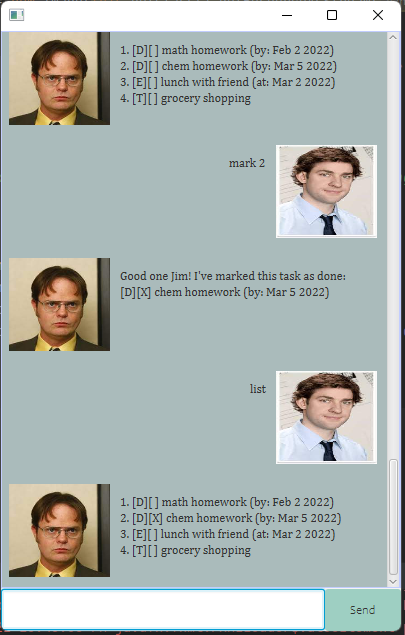 1. [D][ ] math homework (by: Feb 2 2022)
2. [D][ ] chem homework (by: Mar 5 2022)
3. [E][ ] lunch with friend (at: Mar 2 2022)
4. [T][ ] grocery shopping
mark 2
Good one Jim! I've marked this task as done:
[D][X] chem homework (by: Mar 5 2022)
list
1. [D][ ] math homework (by: Feb 2 2022)
2. [D][X] chem homework (by: Mar 5 2022)
3. [E][ ] lunch with friend (at: Mar 2 2022)
4. [T][ ] grocery shopping
Send